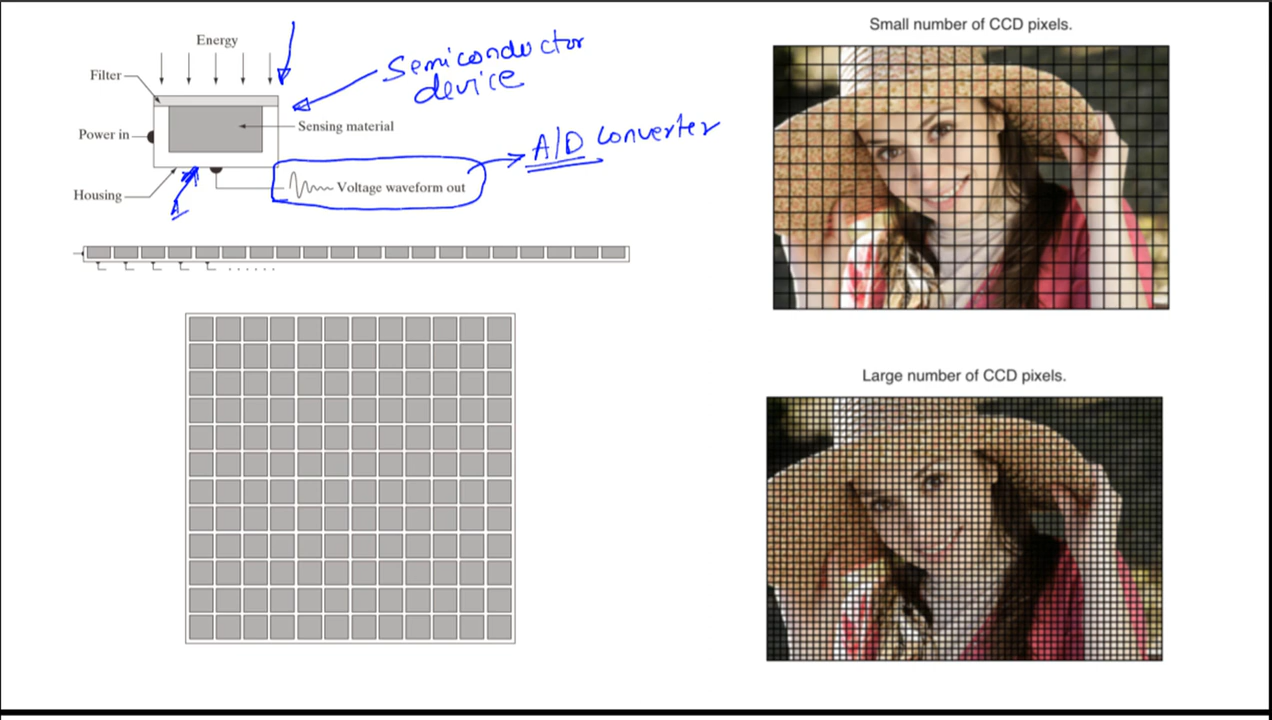 Energy
Filter
Power in
Sensing material
Housing
Voltage waveform out
Semiconductor
device
A/D Converter
Small number of CCD pixels.
Large number of CCD pixels.